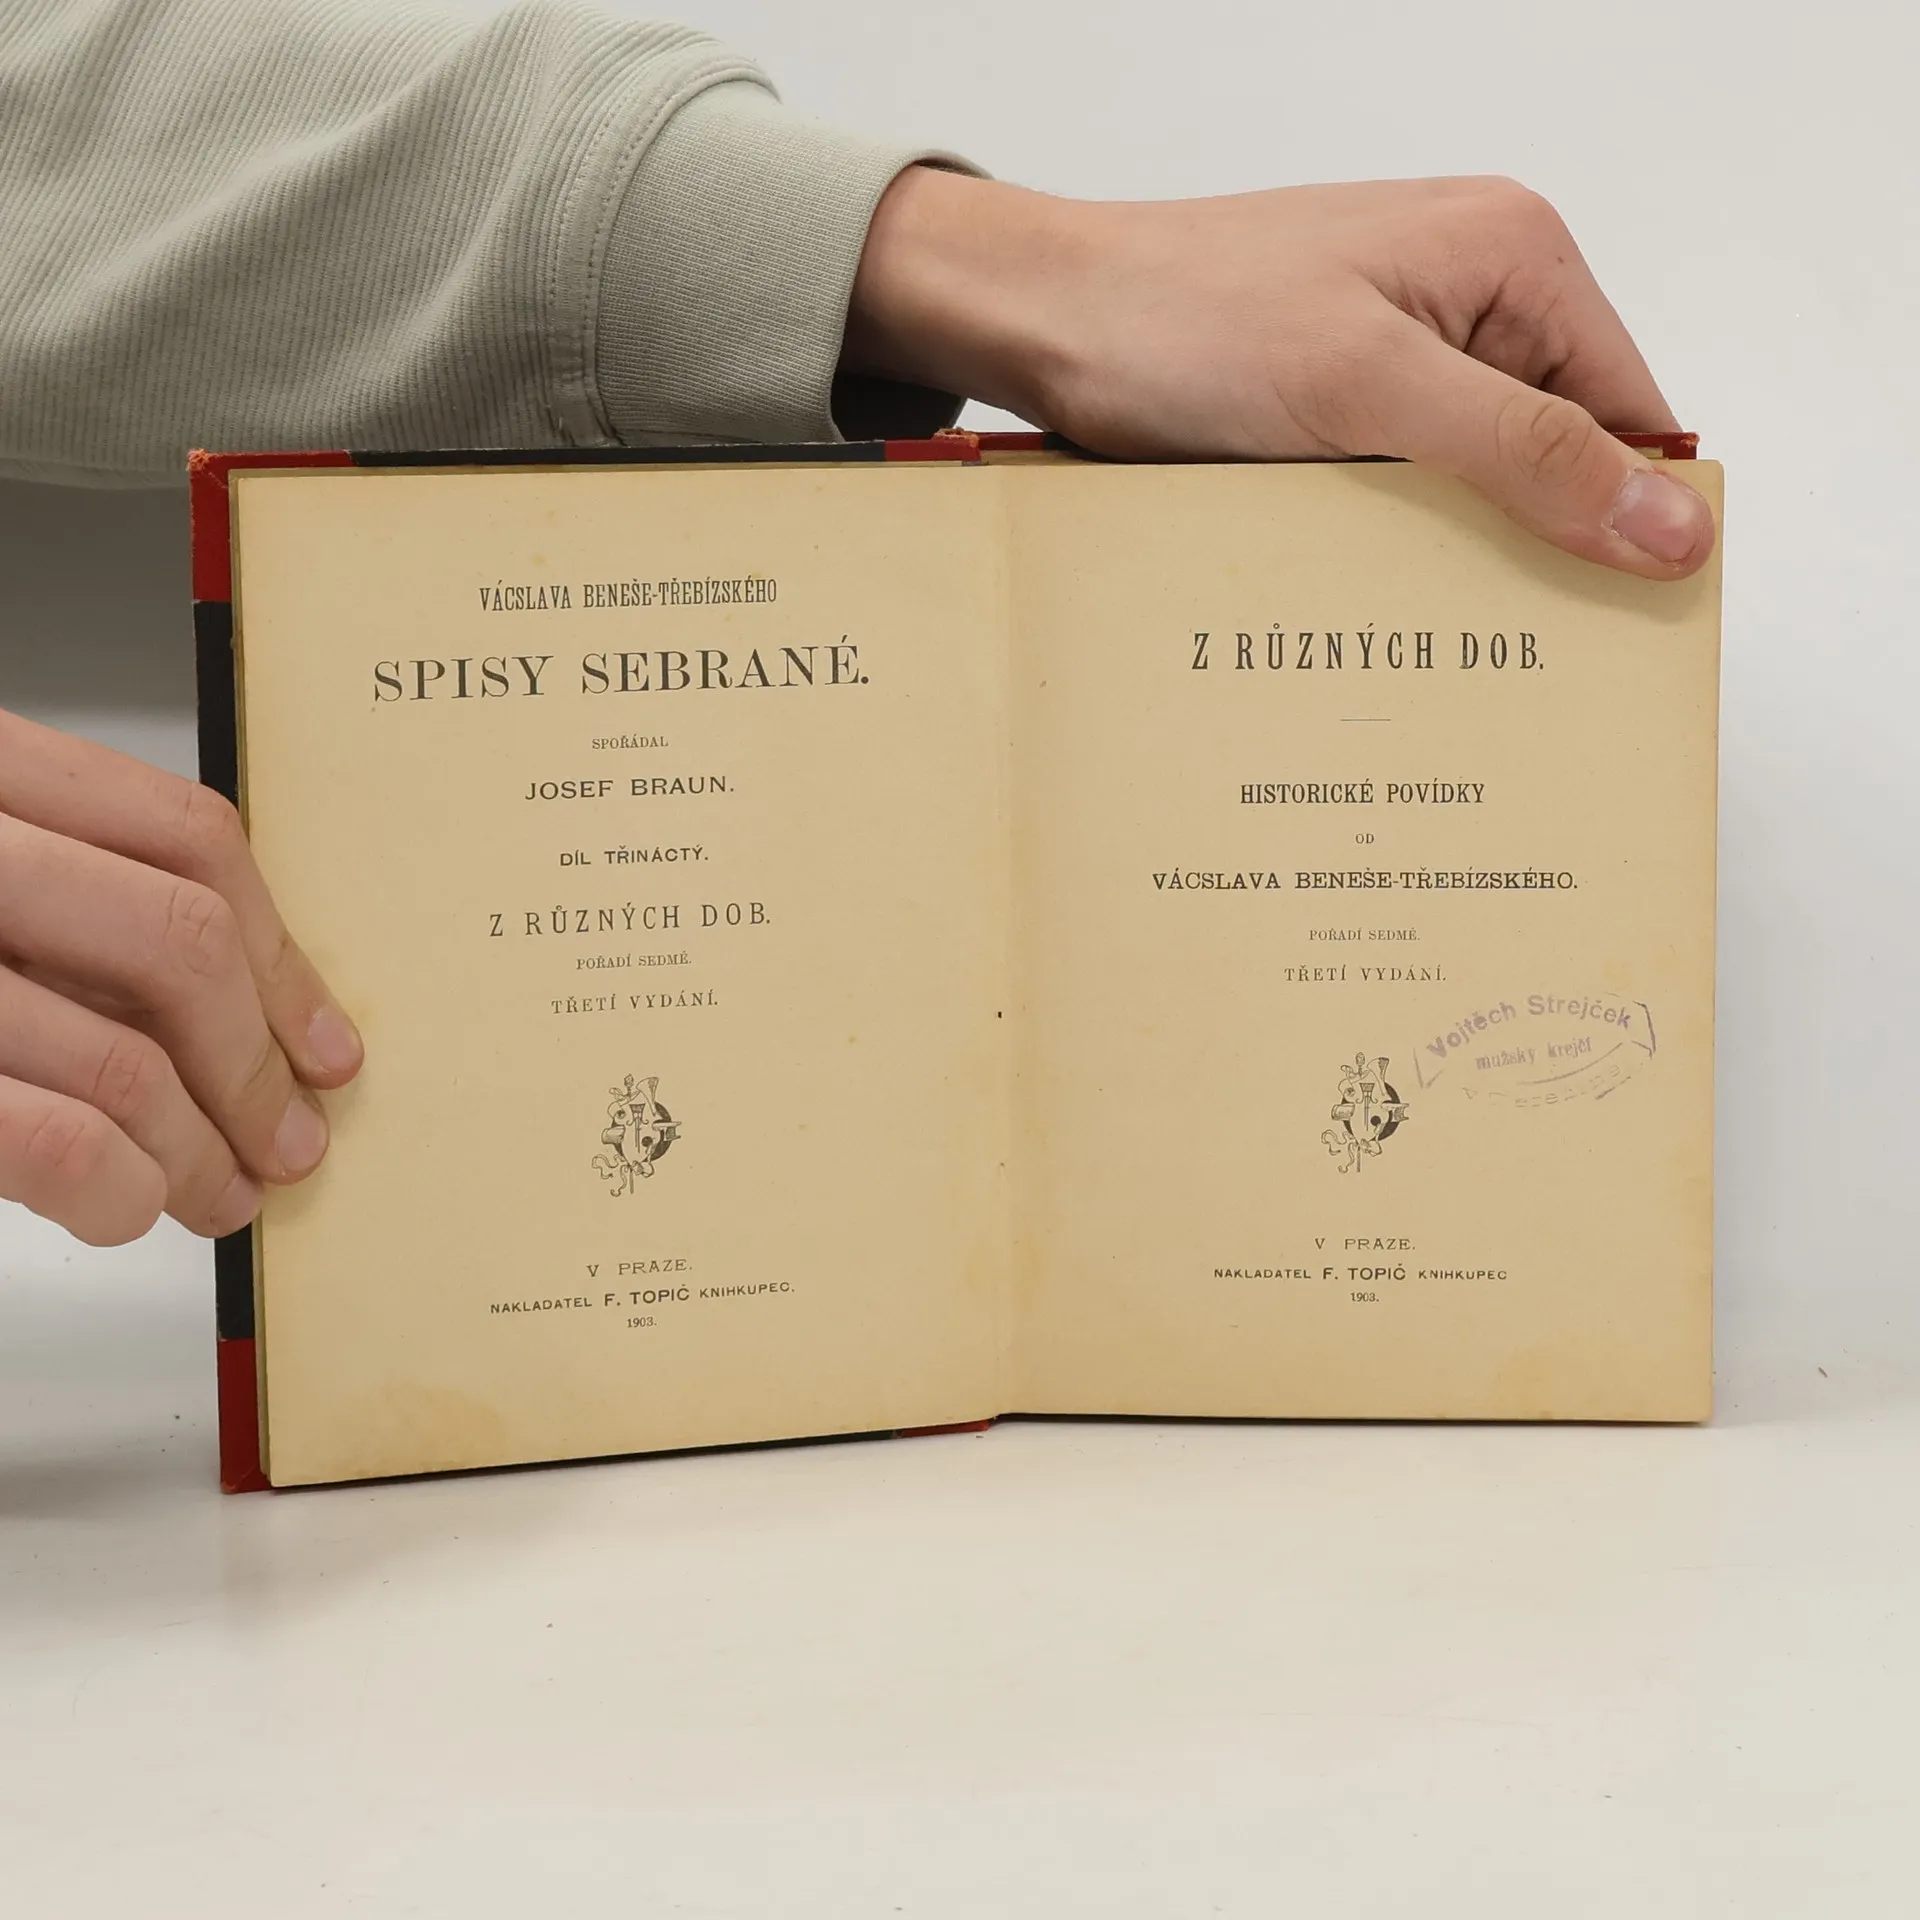 VÁCSLAVA BENEŠE-TŘEBÍZSKÉHO
SPISY SEBRANÉ.
SPOŘÁDAL
JOSEF BRAUN.
DÍL TŘINÁCTÝ.
Z RŮZNÝCH DOB.
POŘADÍ SEDMÉ.
TŘETÍ VYDÁNÍ.
V PRAZE.
NAKLADATEL F. TOPIČ KNIHKUPEC.
1903.
Z RŮZNÝCH DOB.
HISTORICKÉ POVÍDKY
OD
VÁCSLAVA BENEŠE-TŘEBÍZSKÉHO.
POŘADÍ SEDMÉ.
TŘETÍ VYDÁNÍ.
Vojtěch Strejček
mužský krejčí
V PRAZE.
NAKLADATEL F. TOPIČ KNIHKUPEC
1903.